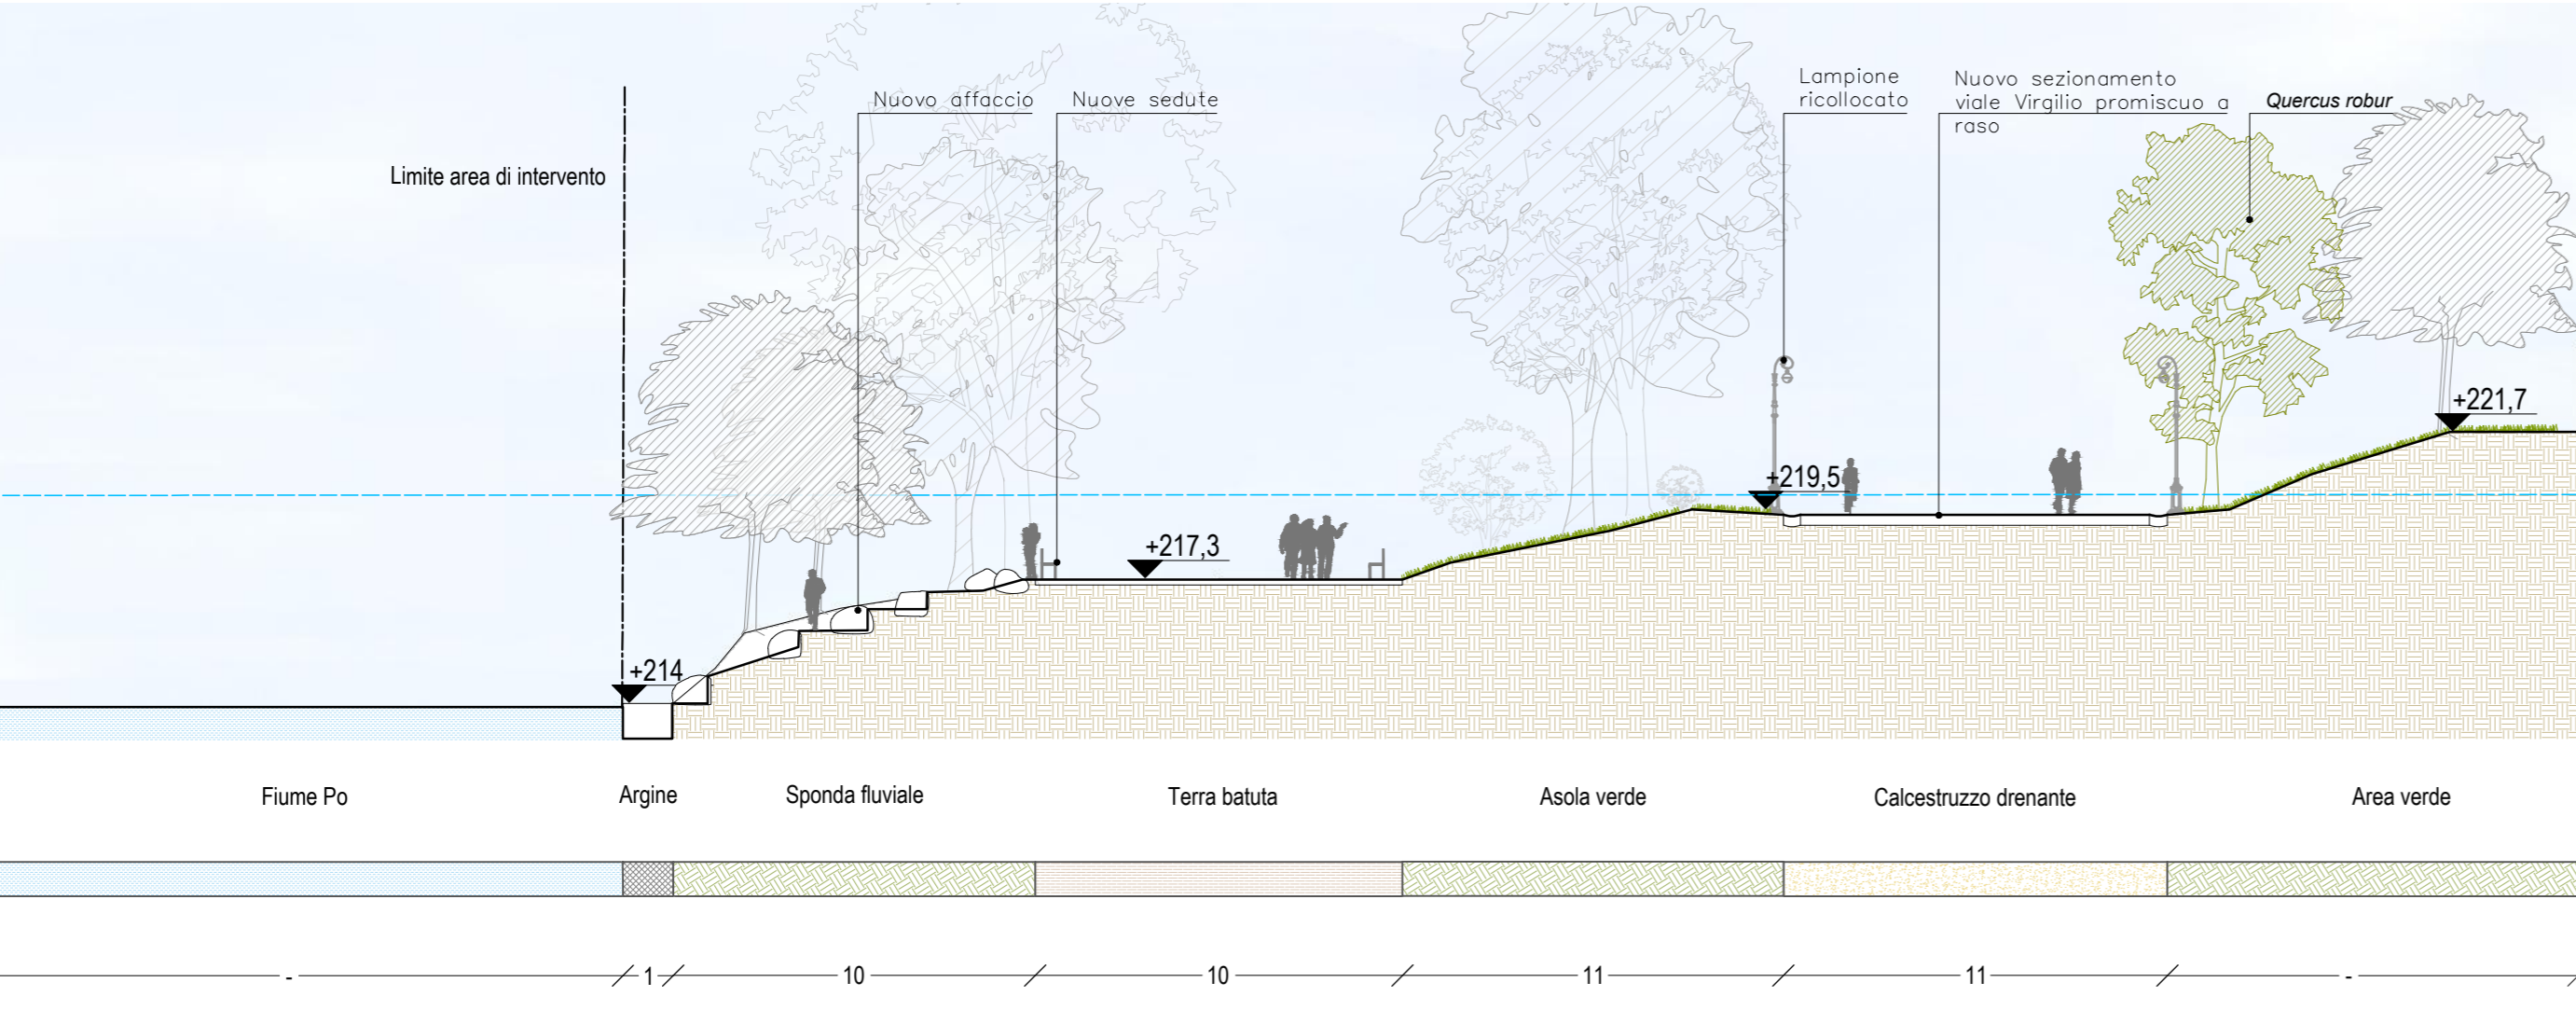 Lampione
ricollocato
Nuovo sezionamento
viale Virgilio promiscuo a
raso
Quercus robur
Nuovo affaccio
Nuove sedute
Limite area di intervento
+221,7
+219,5
+217,3
+214
Fiume Po
Argine
Sponda fluviale
Terra batuta
Asola verde
Calcestruzzo drenante
Area verde
-
1
10
10
11
11
-